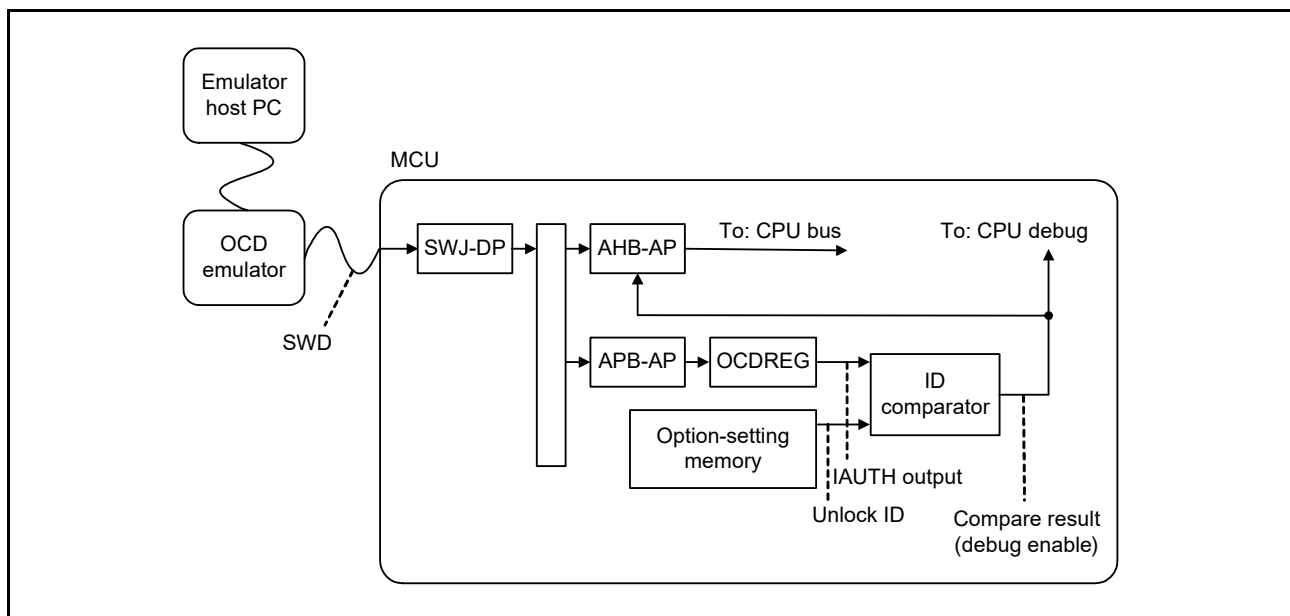 Emulator
host PC
MCU
OCD
emulator
SWJ-DP
AHB-AP
To: CPU bus
To: CPU debug
SWD
APB-AP
OCDREG
ID
comparator
Option-setting
memory
IAUTH output
Unlock ID
Compare result
(debug enable)